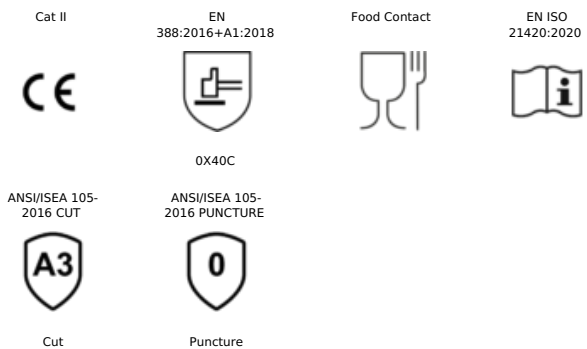 Cat II
EN
388:2016+A1:2018
Food Contact
EN ISO
21420:2020
CE
i
0X40C
ANSI/ISEA 105-
2016 CUT
ANSI/ISEA 105-
2016 PUNCTURE
A3
0
Cut
Puncture